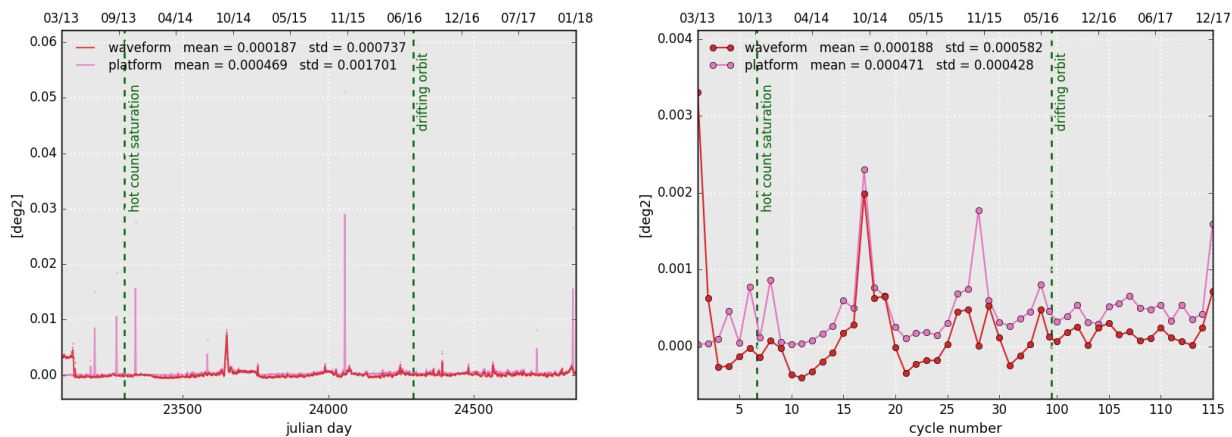 03/13 09/13 04/14 10/14 05/15 11/15 06/16 12/16 07/17 01/18
0.06
0.05
0.04
0.03
0.02
0.01
0.00
[deg2]
waveform mean = 0.000187 std = 0.000737
platform mean = 0.000469 std = 0.001701
hot count saturation
drifting orbit
23500 24000 24500
julian day
03/13 10/13 04/14 10/14 05/15 11/15 05/16 12/16 06/17 12/17
0.004
0.003
0.002
0.001
0.000
[deg2]
waveform mean = 0.000188 std = 0.000582
platform mean = 0.000471 std = 0.000428
hot count saturation
drifting orbit
5 10 15 20 25 30 100 105 110 115
cycle number